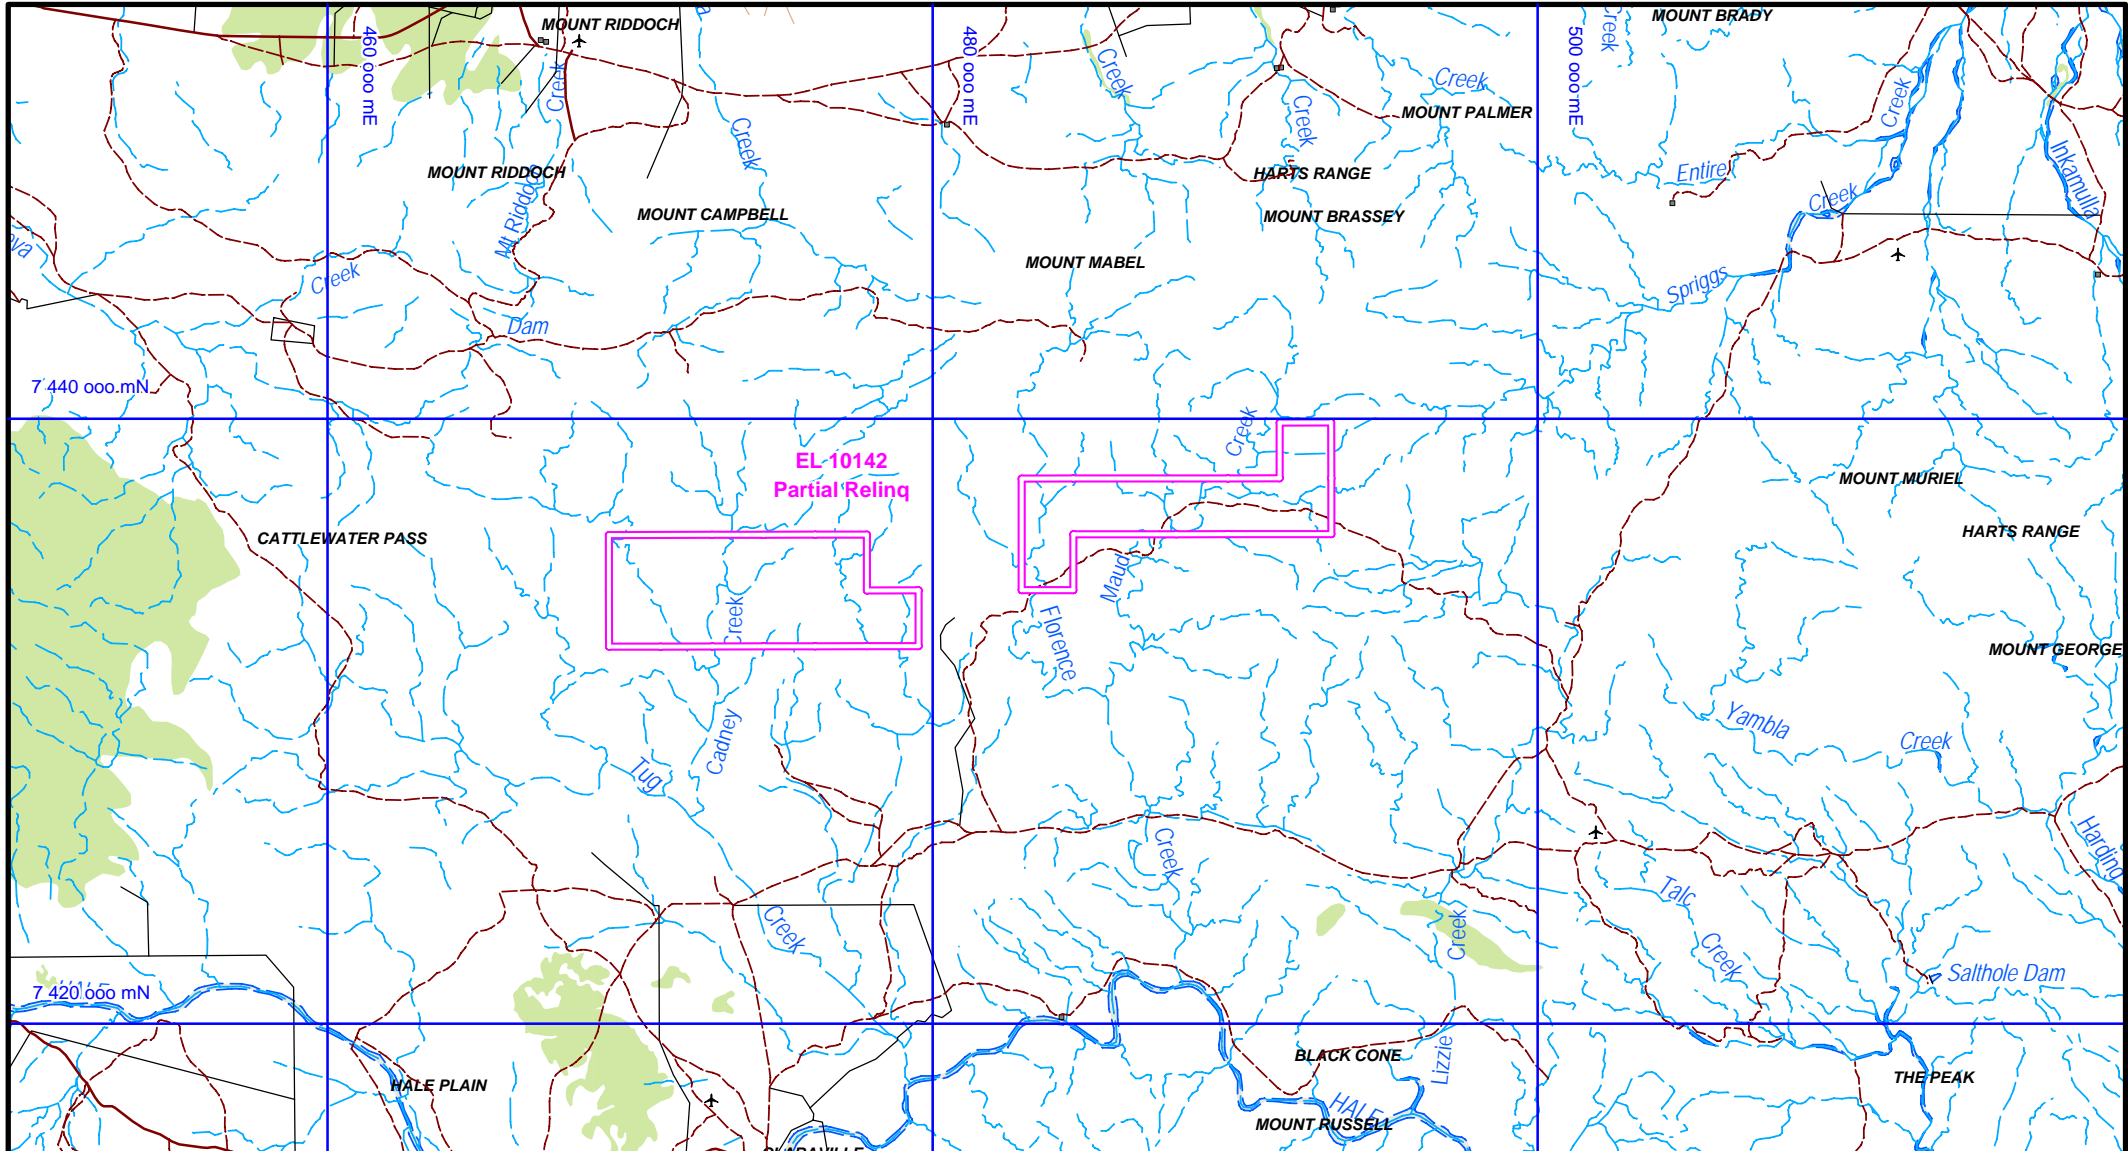 MOUNT RIDDOCH
MOUNT BRADY
460 000 mE
480 000 mE
500 000 mE
Creek
Creek
Creek
Creek
Creek
Creek
Creek
MOUNT PALMER
Creek
MOUNT RIDDOCH
Mt Riddoch
HARTS RANGE
Entire
Inkamulla
MOUNT CAMPBELL
MOUNT BRASSEY
Creek
MOUNT MABEL
Creek
Spriggs
Dam
7 440 000 mN
Creek
EL 10142
Partial Relinq
MOUNT MURIEL
CATTLEWATER PASS
HARTS RANGE
Maud
Creek
Florence
MOUNT GEORGE
Cadney
Yambla
Creek
Tug
Creek
Harding
Talc
Creek
Creek
Creek
Salthole Dam
7 420 000 mN
HALE
BLACK CONE
Lizzie
HALE PLAIN
THE PEAK
HALE
MOUNT RUSSELL